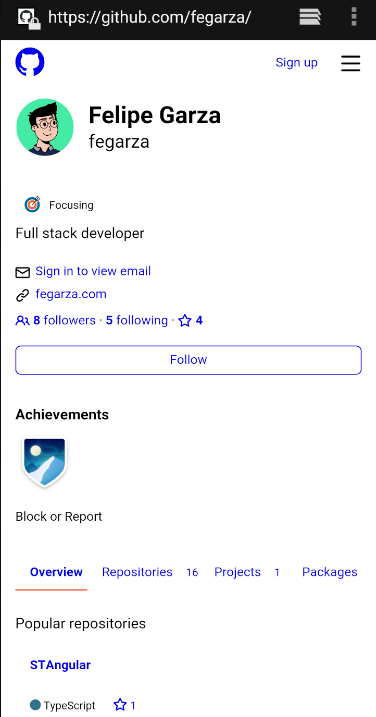 https://github.com/fegarza/
Sign up
Felipe Garza
fegarza
Focusing
Full stack developer
Sign in to view email
fegarza.com
8 followers · 5 following · 4
Follow
Achievements
Block or Report
Overview Repositories 16 Projects 1 Packages
Popular repositories
STAngular
TypeScript 1